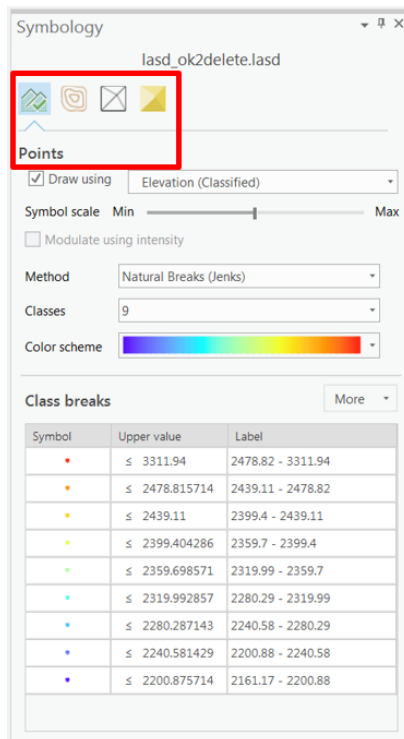 Symbology
lasd_ok2delete.lasd
Points
Draw using Elevation (Classified)
Symbol scale Min Max
Modulate using intensity
Method Natural Breaks (Jenks)
Classes 9
Color scheme
Class breaks More
Symbol Upper value Label
≤ 3311.94 2478.82 - 3311.94
≤ 2478.815714 2439.11 - 2478.82
≤ 2439.11 2399.4 - 2439.11
≤ 2399.404286 2359.7 - 2399.4
≤ 2359.698571 2319.99 - 2359.7
≤ 2319.992857 2280.29 - 2319.99
≤ 2280.287143 2240.58 - 2280.29
≤ 2240.581429 2200.88 - 2240.58
≤ 2200.875714 2161.17 - 2200.88